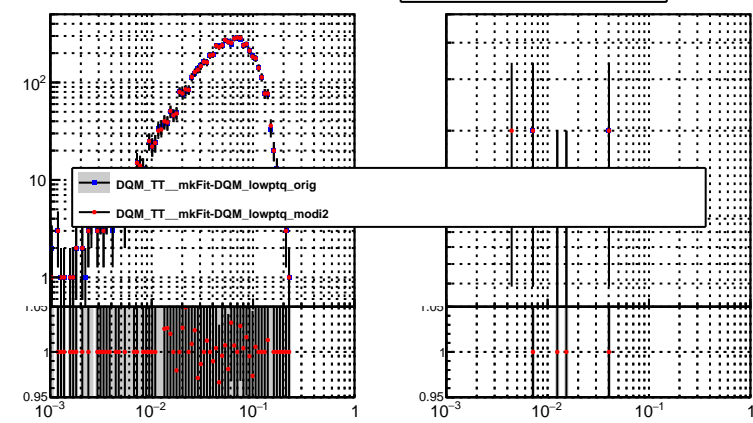 10²
10
DQM_TT__mkFit-DQM_lowptq_orig
DQM_TT__mkFit-DQM_lowptq_modi2
1
1.05 1.05
1 1
0.95 0.95
10⁻³ 10⁻² 10⁻¹ 1 10⁻³ 10⁻² 10⁻¹ 1